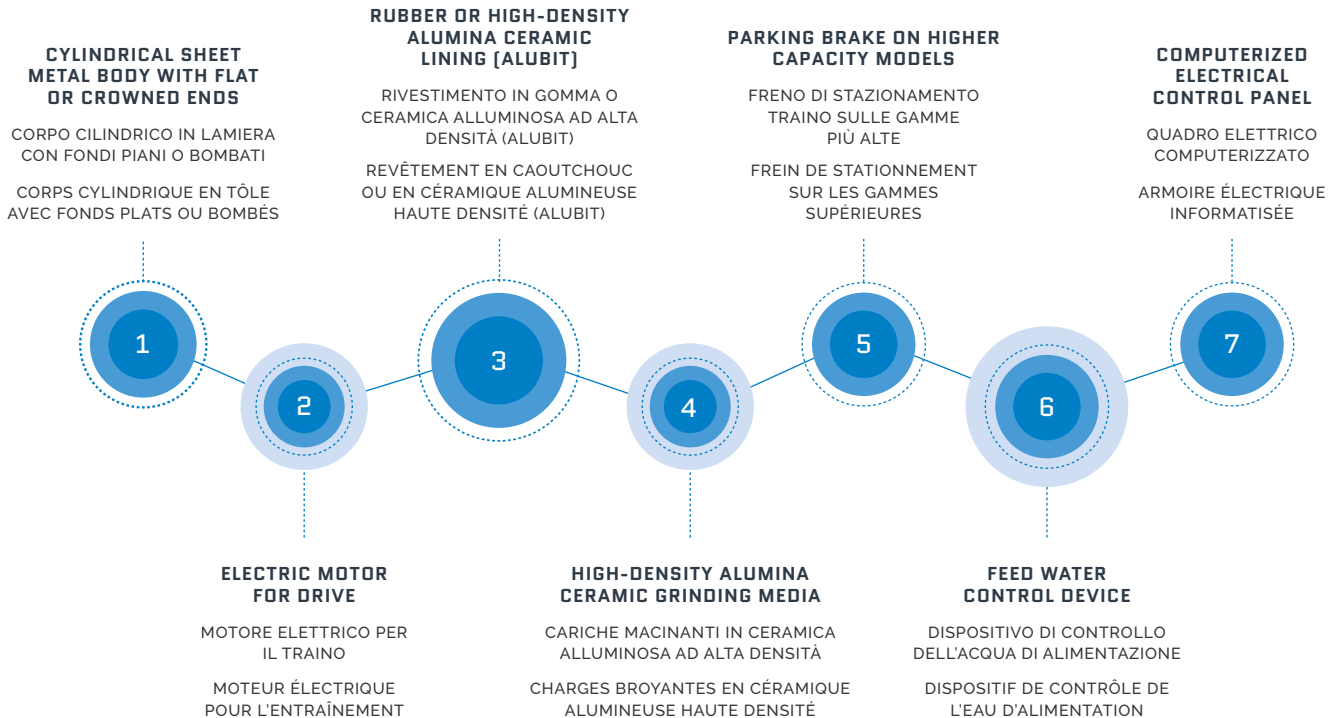 CYLINDRICAL SHEET
METAL BODY WITH FLAT
OR CROWNED ENDS
CORPO CILINDRICO IN LAMIERA
CON FONDI PIANI O BOMBATI
CORPS CYLINDRIQUE EN TÔLE
AVEC FONDS PLATS OU BOMBÉS
1
2
ELECTRIC MOTOR
FOR DRIVE
MOTORE ELETTRICO PER
IL TRAINO
MOTEUR ÉLECTRIQUE
POUR L'ENTRAÎNEMENT
RUBBER OR HIGH-DENSITY
ALUMINA CERAMIC
LINING (ALUBIT)
RIVESTIMENTO IN GOMMA O
CERAMICA ALLUMINOSA AD ALTA
DENSITÀ (ALUBIT)
REVÊTEMENT EN CAOUTCHOUC
OU EN CÉRAMIQUE ALUMINEUSE
HAUTE DENSITÉ (ALUBIT)
3
4
HIGH-DENSITY ALUMINA
CERAMIC GRINDING MEDIA
CARICHE MACINANTI IN CERAMICA
ALLUMINOSA AD ALTA DENSITÀ
CHARGES BROYANTES EN CÉRAMIQUE
ALUMINEUSE HAUTE DENSITÉ
PARKING BRAKE ON HIGHER
CAPACITY MODELS
FRENO DI STAZIONAMENTO
TRAINO SULLE GAMME
PIÙ ALTE
FREIN DE STATIONNEMENT
SUR LES GAMMES
SUPÉRIEURES
5
6
FEED WATER
CONTROL DEVICE
DISPOSITIVO DI CONTROLLO
DELL'ACQUA DI ALIMENTAZIONE
DISPOSITIF DE CONTRÔLE DE
L'EAU D'ALIMENTATION
COMPUTERIZED
ELECTRICAL
CONTROL PANEL
QUADRO ELETTRICO
COMPUTERIZZATO
ARMOIRE ÉLECTRIQUE
INFORMATISÉE
7